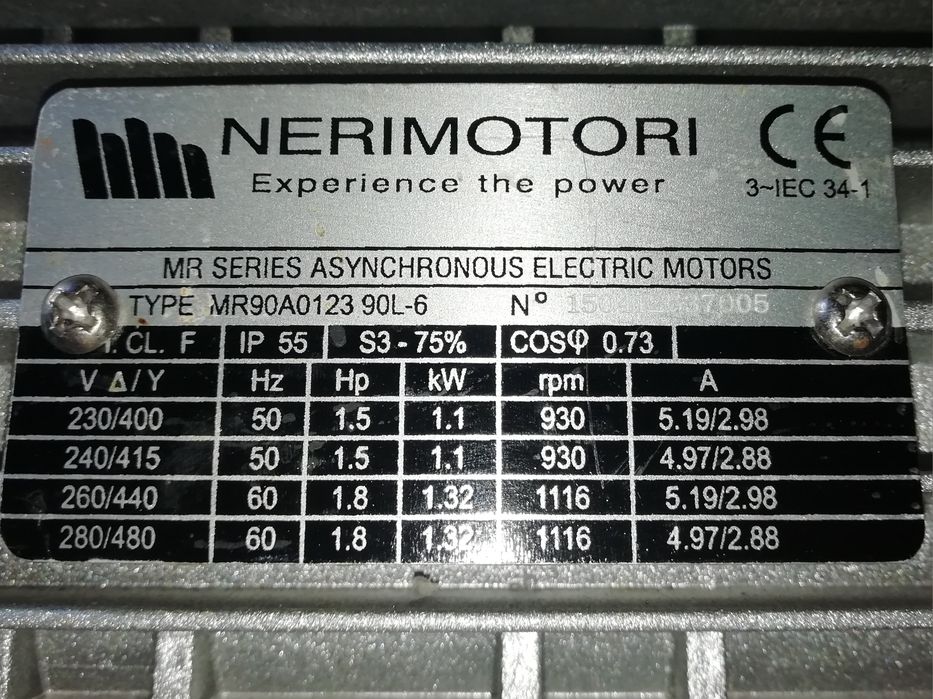 NERIMOTORI
CE
Experience the power
3~IEC 34-1
MR SERIES ASYNCHRONOUS ELECTRIC MOTORS
TYPE MR90A0123 90L-6 N°
CL. F IP 55 S3 - 75% COSφ 0.73
V Δ/Y Hz Hp kW rpm A
230/400 50 1.5 1.1 930 5.19/2.98
240/415 50 1.5 1.1 930 4.97/2.88
260/440 60 1.8 1.32 1116 5.19/2.98
280/480 60 1.8 1.32 1116 4.97/2.88